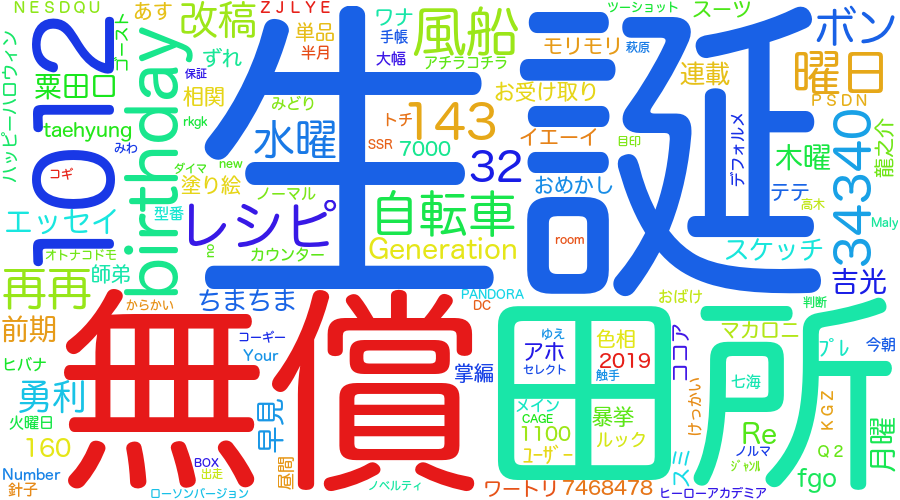 NESDQU
あす
改稿
ZJLYE
単品
半月
ワナ
手帳
大幅
風船
アチラコチラ
ツーショット
スーツ
モリモリ
萩原
ボン
ハッピーハロウィン
1012
ゴースト
birthday
ずれ
保証
粟田口
相関
みどり
生誕
お受け取り
連載
曜日
PSDN
taehyung
rkgk
水曜
トチ
143
SSR
7000
イエーイ
目印
デフォルメ
34340
龍之介
みわ
コギ
new
ダイマ
塗り絵
ノーマル
32
おめかし
テテ
木曜
高木
エッセイ
型番
レシピ
自転車
Maly
オトナコドモ
no
カウンター
Generation
room
スケッチ
再再
師弟
ちまちま
PANDORA
DC
おばけ
吉光
判断
からかい
前期
コーギー
Your
無償
田所
ゆえ
アホ
セレクト
色相
2019
触手
ココア
マカロニ
プレ
今朝
ヒバナ
勇利
掌編
七海
火曜日
早見
メイン
CAGE
暴挙
けっかい
KGZ
月曜
160
1100
ルック
ユーザー
Re
ノルマ
Q2
Number
BOX
出走
昼間
スミ
ジャンル
fgo
針子
ローソンバージョン
ノベルティ
ワートリ
7468478
ヒーローアカデミア